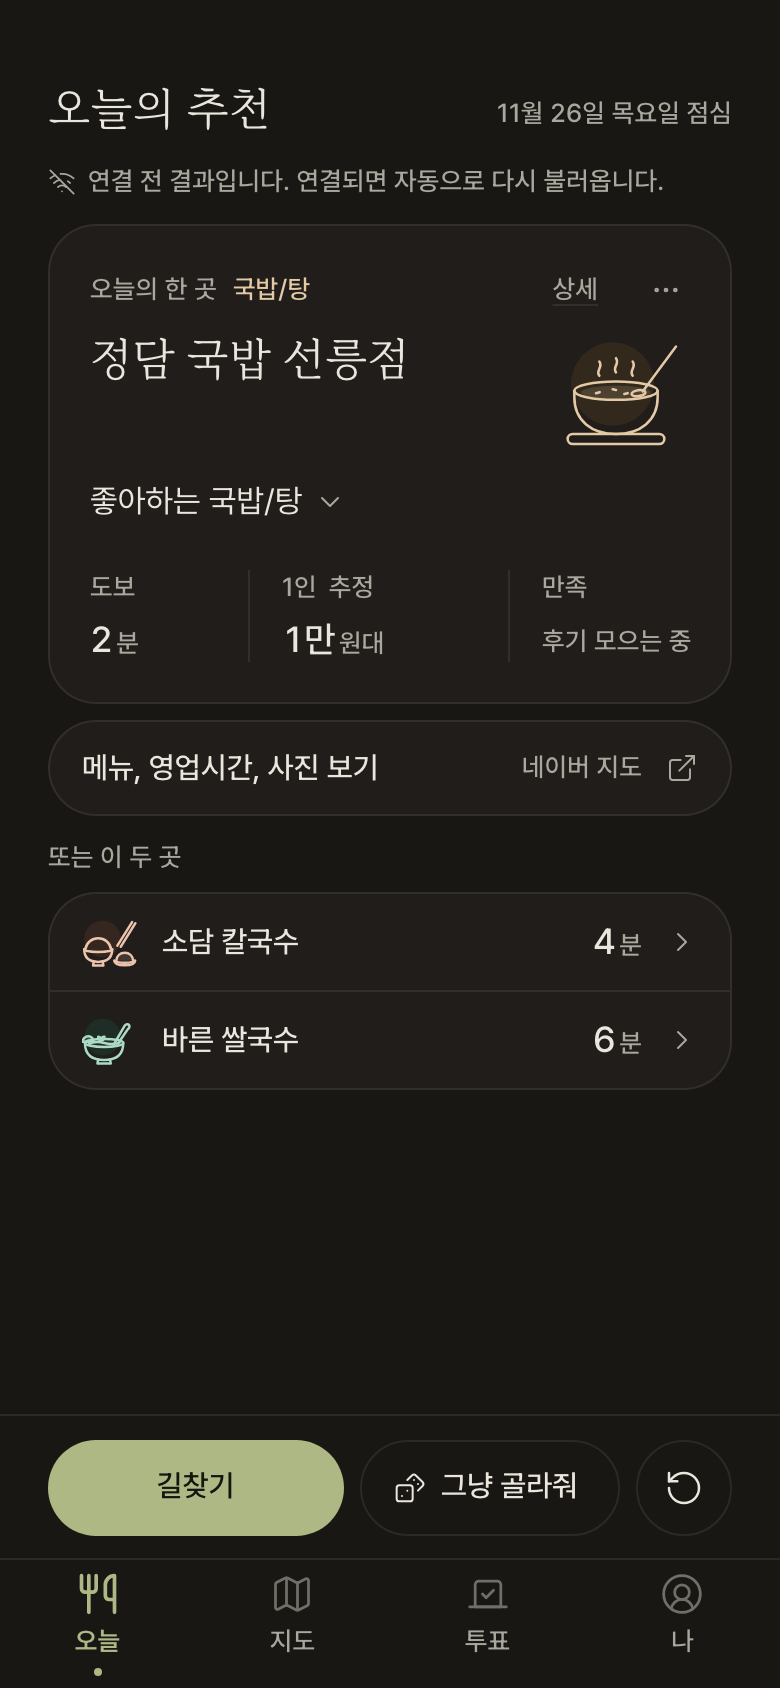 오늘의 추천
11월 26일 목요일 점심
연결 전 결과입니다. 연결되면 자동으로 다시 불러옵니다.
오늘의 한 곳 국밥/탕
상세
정담 국밥 선릉점
좋아하는 국밥/탕
도보
2분
1인 추정
1만원대
만족
후기 모으는 중
메뉴, 영업시간, 사진 보기
네이버 지도
또는 이 두 곳
소담 칼국수
4분
바른 쌀국수
6분
길찾기
그냥 골라줘
오늘
지도
투표
나